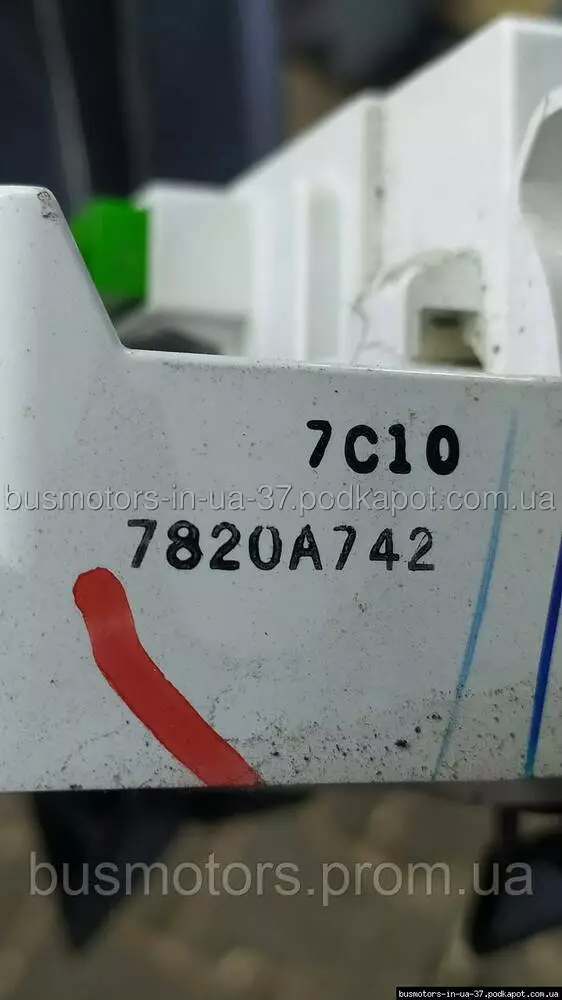 7C10
busmotors-in-ua-37.podkapot.com.ua
7820A742
busmotors.prom.ua
busmotors-in-ua-37.podkapot.com.ua